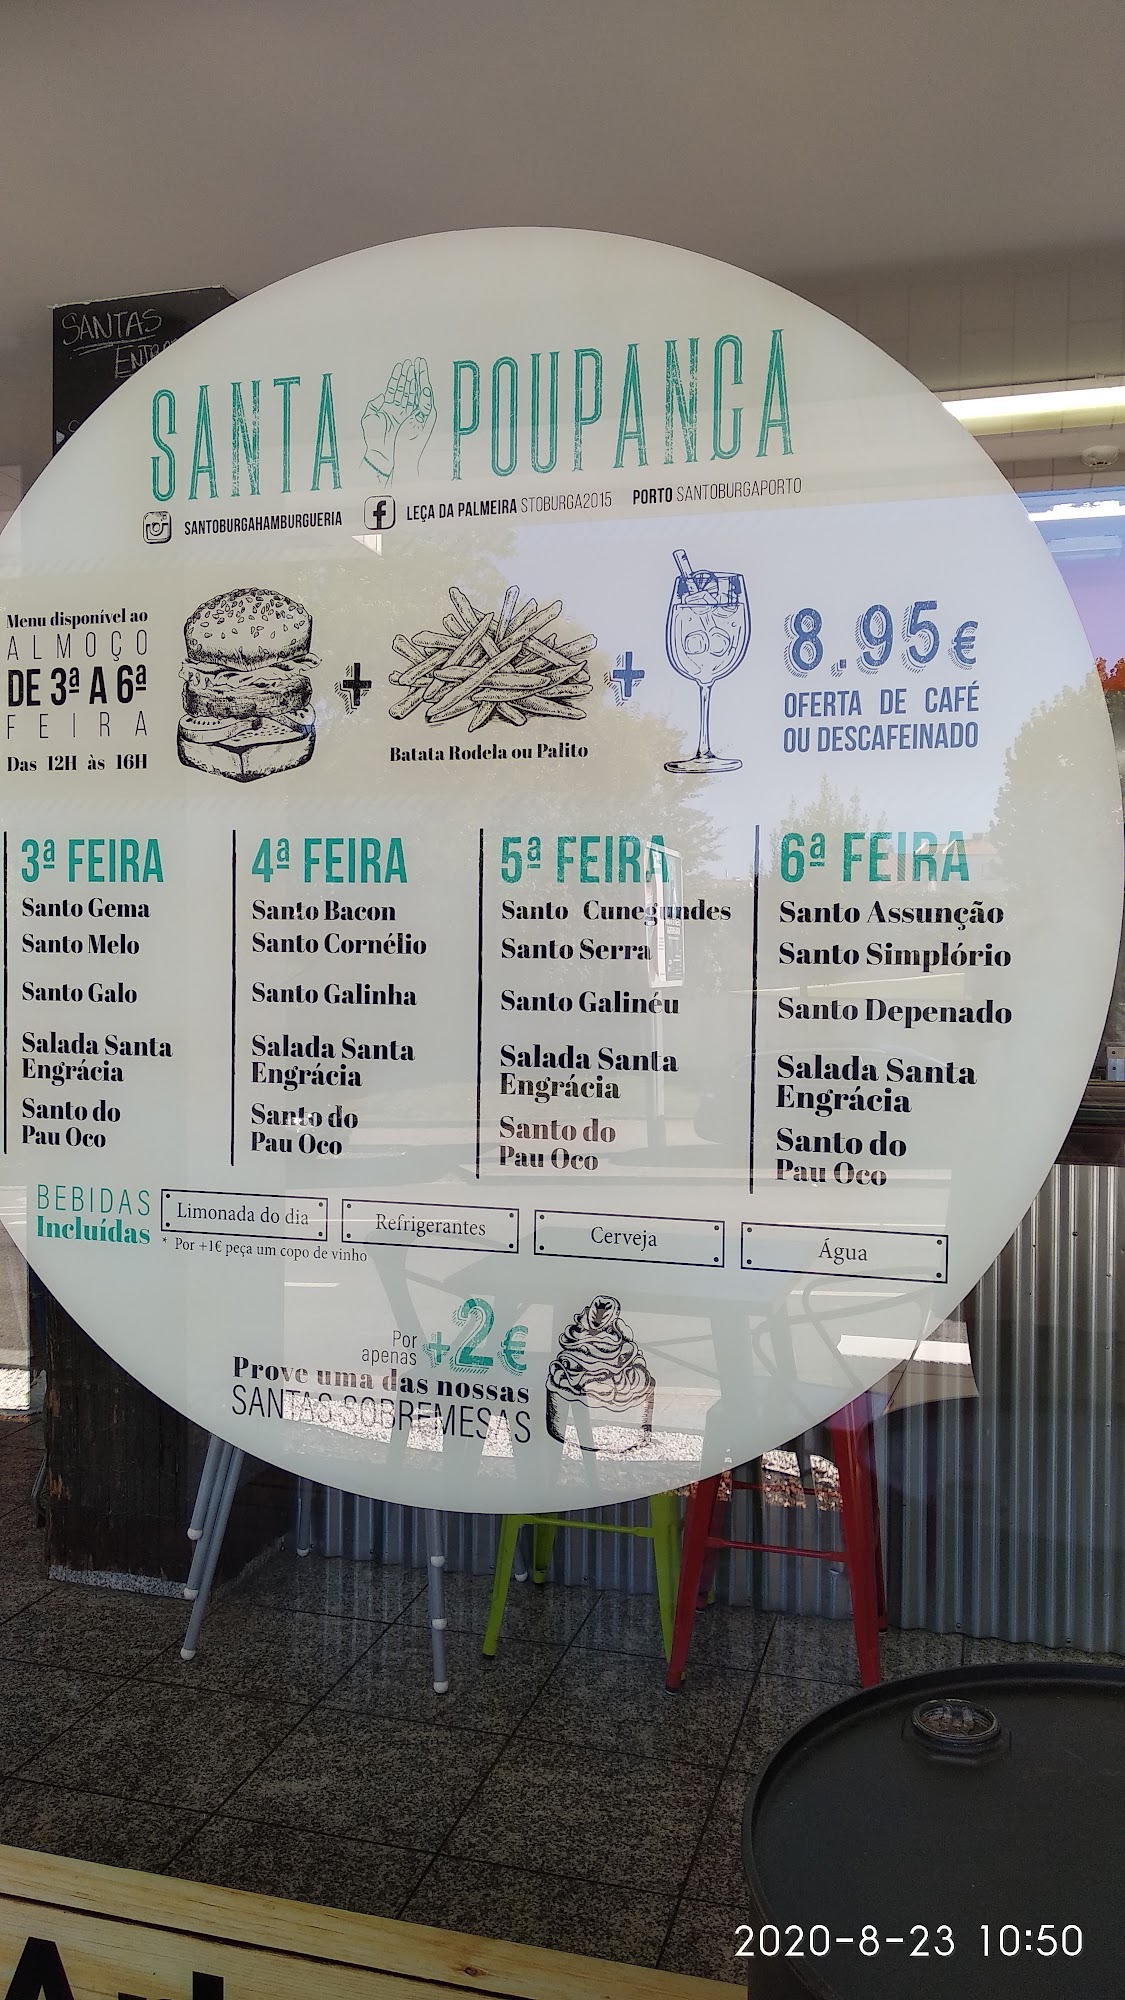 SANTAS
SANTA POUPANCA
SANTOBURGAHAMBURGUERIA LEÇA DA PALMEIRA STOBURGA2015 PORTO SANTOBURGAPORTO
Menu disponível ao
ALMOÇO
DE 3ª A 6ª
FEIRA
Das 12H às 16H
+
Batata Rodela ou Palito
+
8.95€
OFERTA DE CAFÉ
OU DESCAFEINADO
3ª FEIRA
Santo Gema
Santo Melo
Santo Galo
Salada Santa
Engrácia
Santo do
Pau Oco
4ª FEIRA
Santo Bacon
Santo Cornélio
Santo Galinha
Salada Santa
Engrácia
Santo do
Pau Oco
5ª FEIRA
Santo Cunegundes
Santo Serra
Santo Galinéu
Salada Santa
Engrácia
Santo do
Pau Oco
6ª FEIRA
Santo Assunção
Santo Simplório
Santo Depenado
Salada Santa
Engrácia
Santo do
Pau Oco
BEBIDAS
Incluídas
Limonada do dia
Refrigerantes
Cerveja
Água
* Por +1€ peça um copo de vinho
Por
apenas
+2€
Prove uma das nossas
SANTAS SOBREMESAS
2020-8-23 10:50